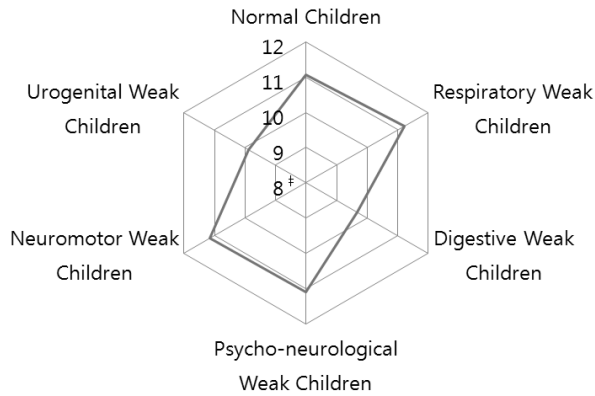 Normal Children
12
11
10
9
8 ‡
Respiratory Weak
Children
Digestive Weak
Children
Psycho-neurological
Weak Children
Neuromotor Weak
Children
Urogenital Weak
Children